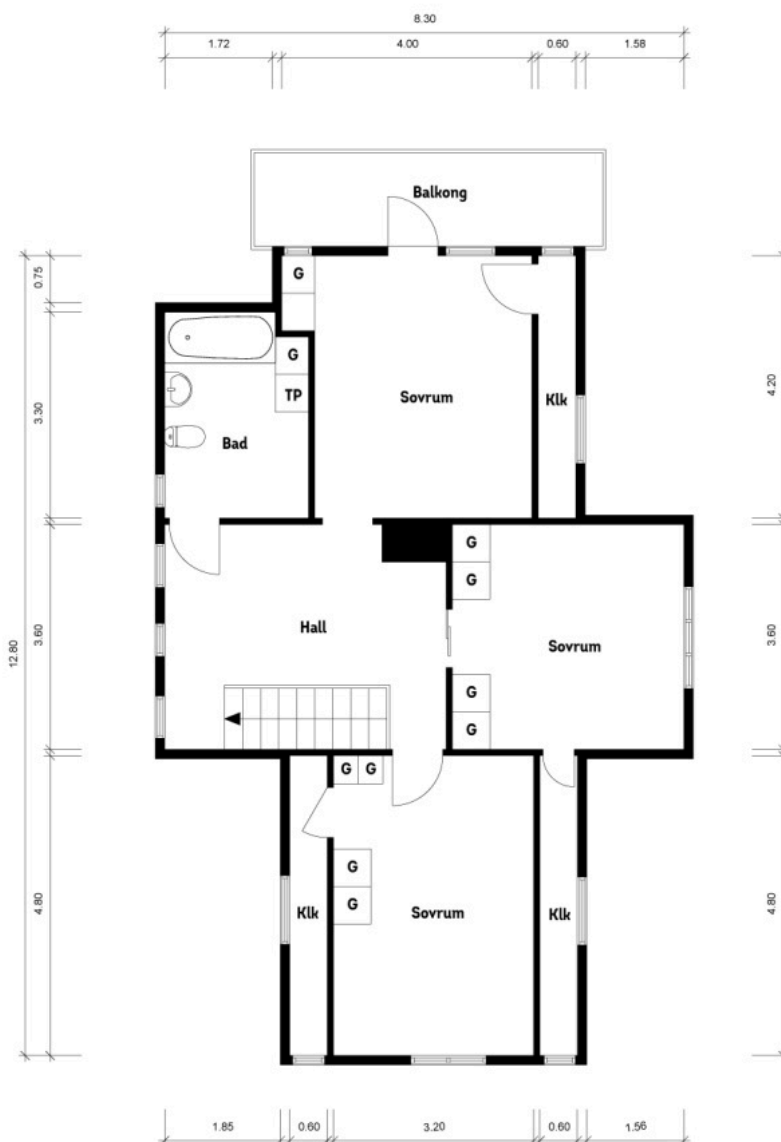 8.30
1.72 4.00 0.60 1.58
Balkong
0.75
G
G
TP
Sovrum
Klk
4.20
3.30
Bad
G
G
Hall
Sovrum
3.60
3.60
12.80
G
G
G G
G
G
Klk
Sovrum
Klk
4.80
4.80
1.85 0.60 3.20 0.60 1.56